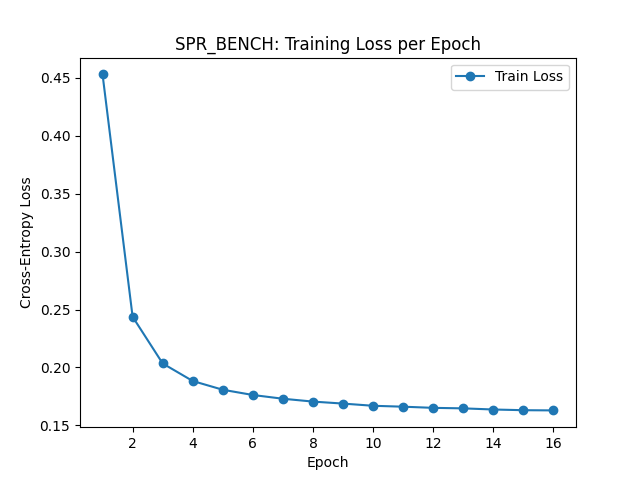 SPR_BENCH: Training Loss per Epoch
Train Loss
Cross-Entropy Loss
0.45
0.40
0.35
0.30
0.25
0.20
0.15
2 4 6 8 10 12 14 16
Epoch